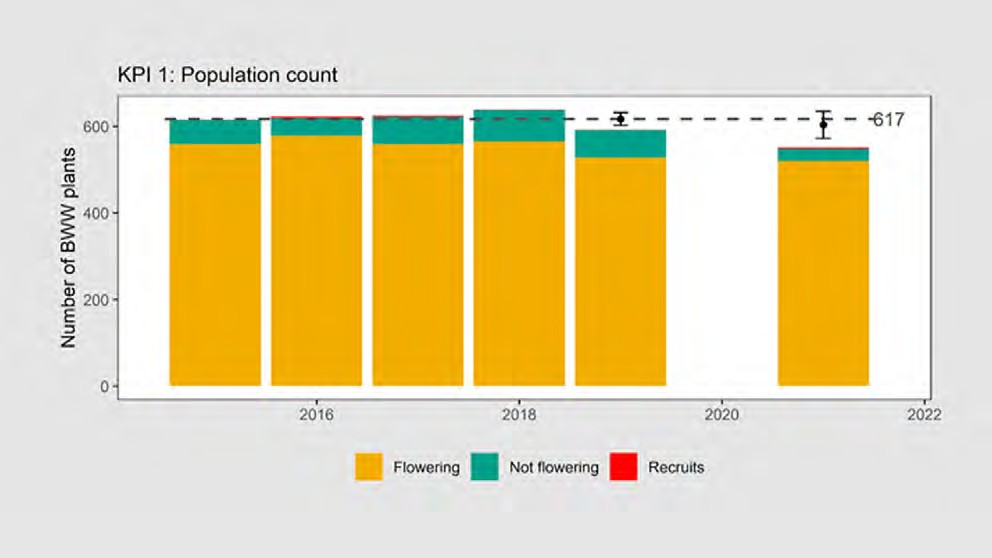 KPI 1: Population count
Number of BWW plants
600
400
200
0
617
2016 2018 2020 2022
Flowering Not flowering Recruits